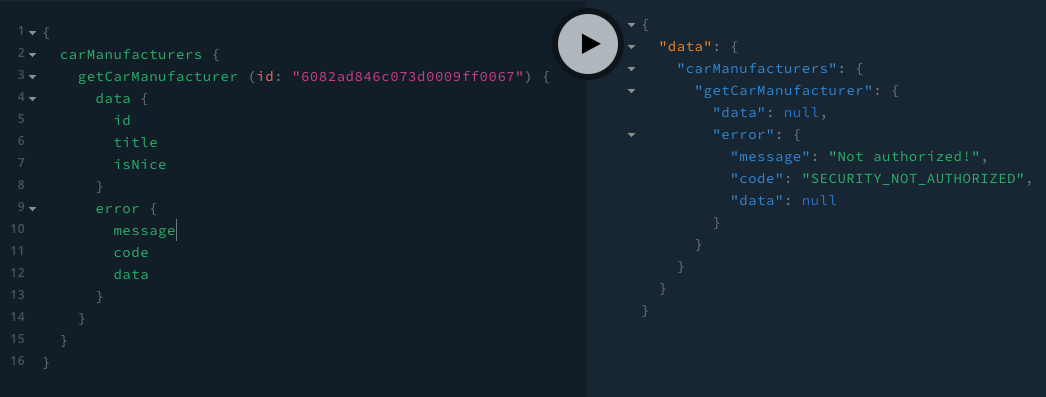 1 {
2 carManufacturers {
3 getCarManufacturer (id: "6082ad846c073d0009ff0067") {
4 data {
5 id
6 title
7 isNice
8 }
9 error {
10 message
11 code
12 data
13 }
14 }
15 }
16 }
{
"data": {
"carManufacturers": {
"getCarManufacturer": {
"data": null,
"error": {
"message": "Not authorized!",
"code": "SECURITY_NOT_AUTHORIZED",
"data": null
}
}
}
}
}